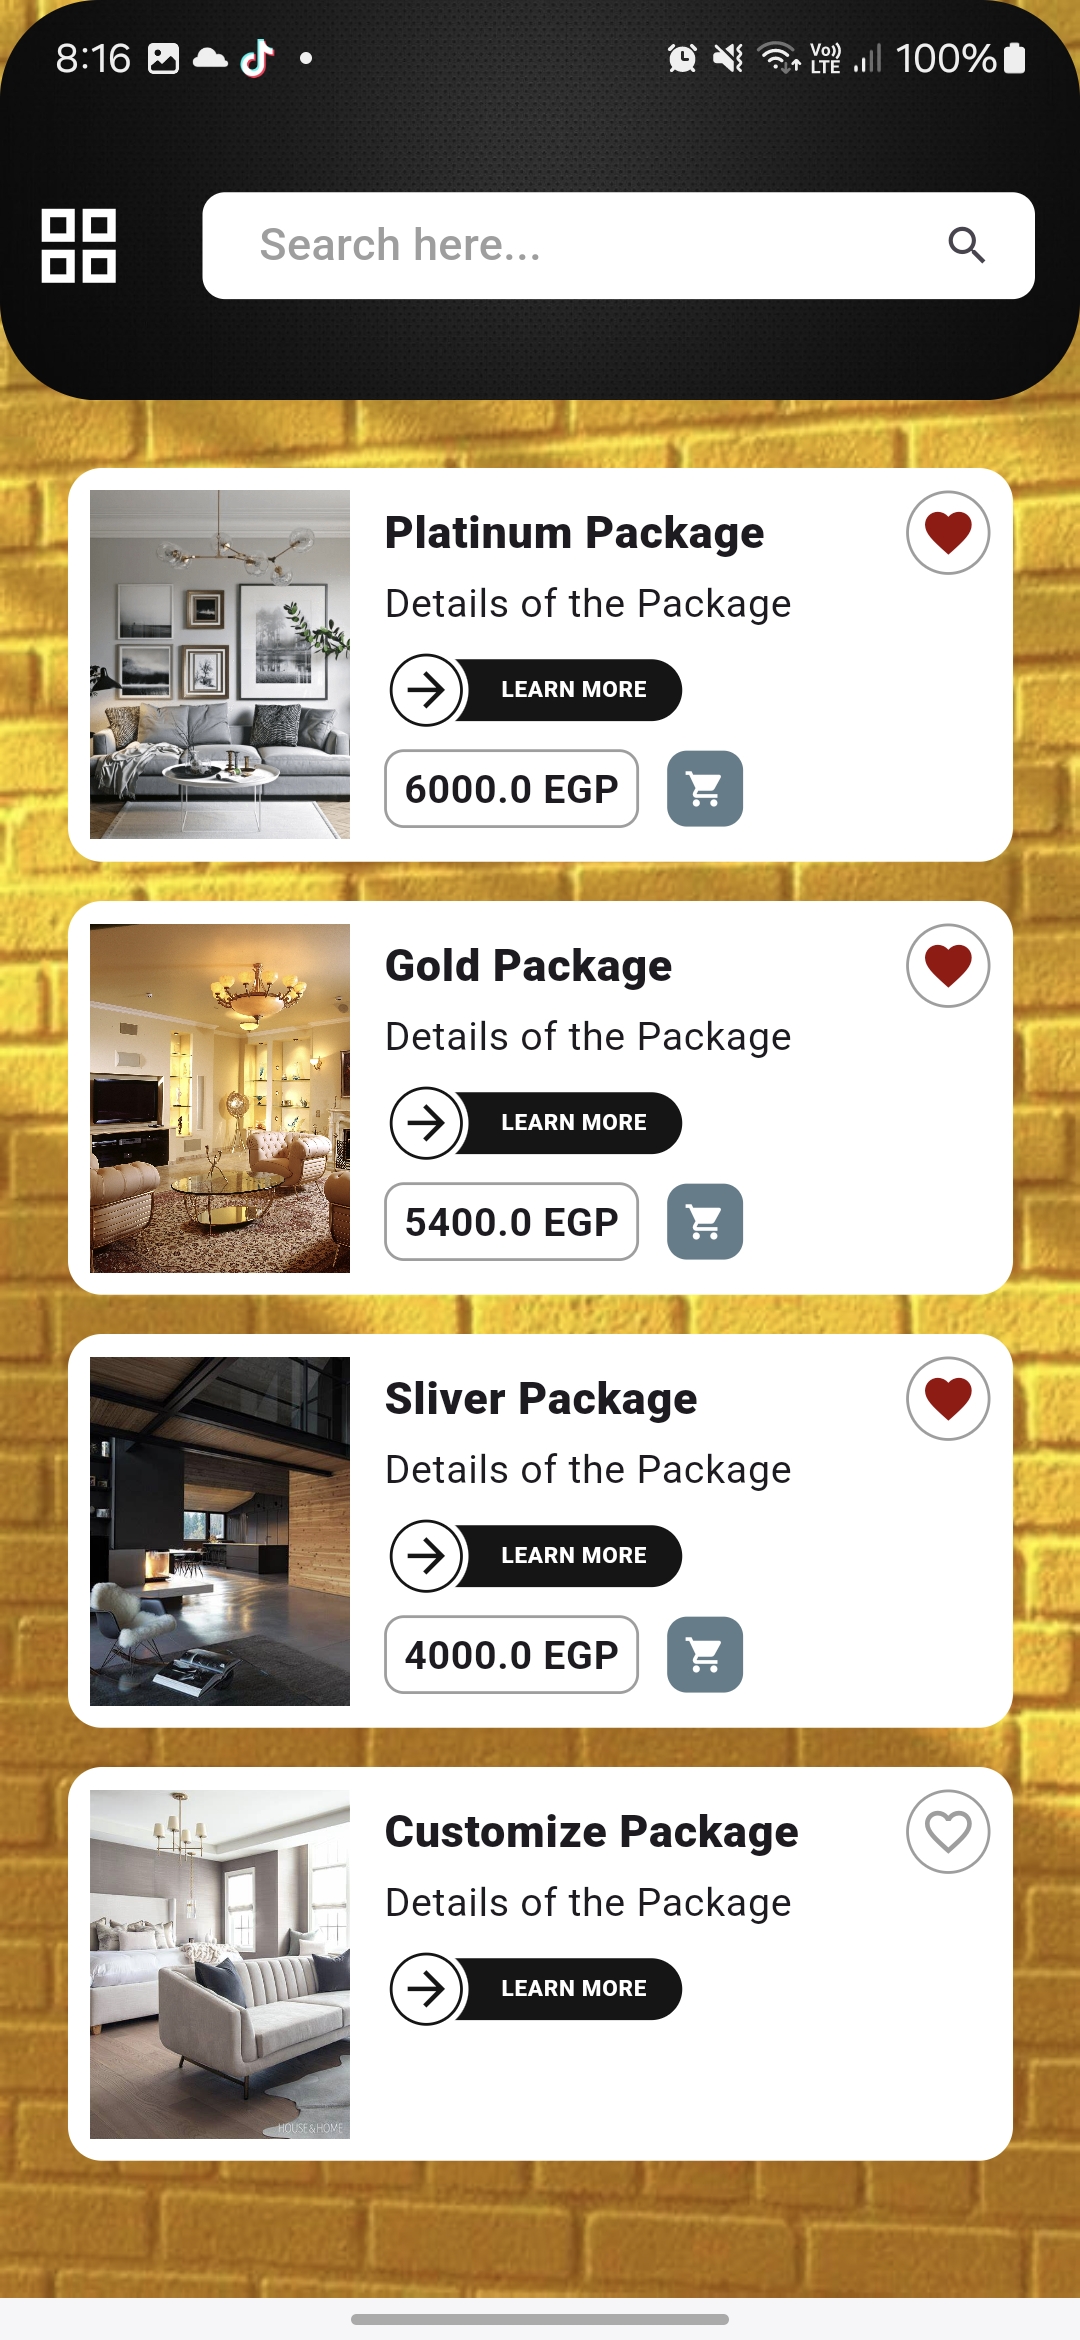 8:16
Vo))
LTE
100%
Search here...
Platinum Package
Details of the Package
LEARN MORE
6000.0 EGP
Gold Package
Details of the Package
LEARN MORE
5400.0 EGP
Sliver Package
Details of the Package
LEARN MORE
4000.0 EGP
Customize Package
Details of the Package
LEARN MORE
HOUSE&HOME